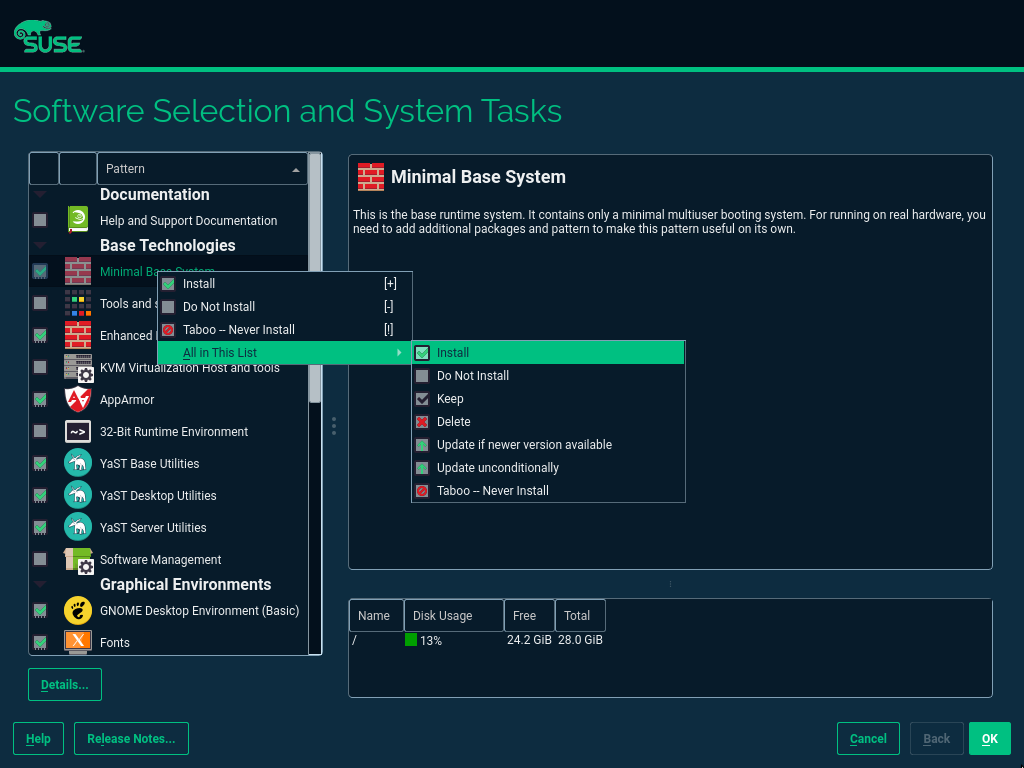 SUSE
Software Selection and System Tasks
Pattern
Documentation
Help and Support Documentation
Base Technologies
Minimal Base System
Tools and s
Enhanced
KVM Virtualization Host and tools
AppArmor
32-Bit Runtime Environment
YaST Base Utilities
YaST Desktop Utilities
YaST Server Utilities
Software Management
Graphical Environments
GNOME Desktop Environment (Basic)
Fonts
Install [+]
Do Not Install [-]
Taboo -- Never Install [!]
All in This List
Install
Do Not Install
Keep
Delete
Update if newer version available
Update unconditionally
Taboo -- Never Install
Minimal Base System
This is the base runtime system. It contains only a minimal multiuser booting system. For running on real hardware, you
need to add additional packages and pattern to make this pattern useful on its own.
Name Disk Usage Free Total
/ 13% 24.2 GiB 28.0 GiB
Details...
Help Release Notes... Cancel Back OK